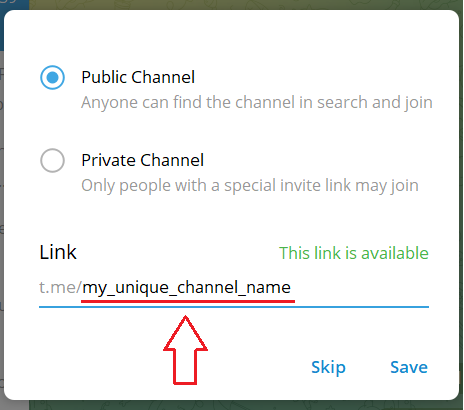 Public Channel
Anyone can find the channel in search and join
Private Channel
Only people with a special invite link may join
Link This link is available
t.me/my_unique_channel_name
Skip Save